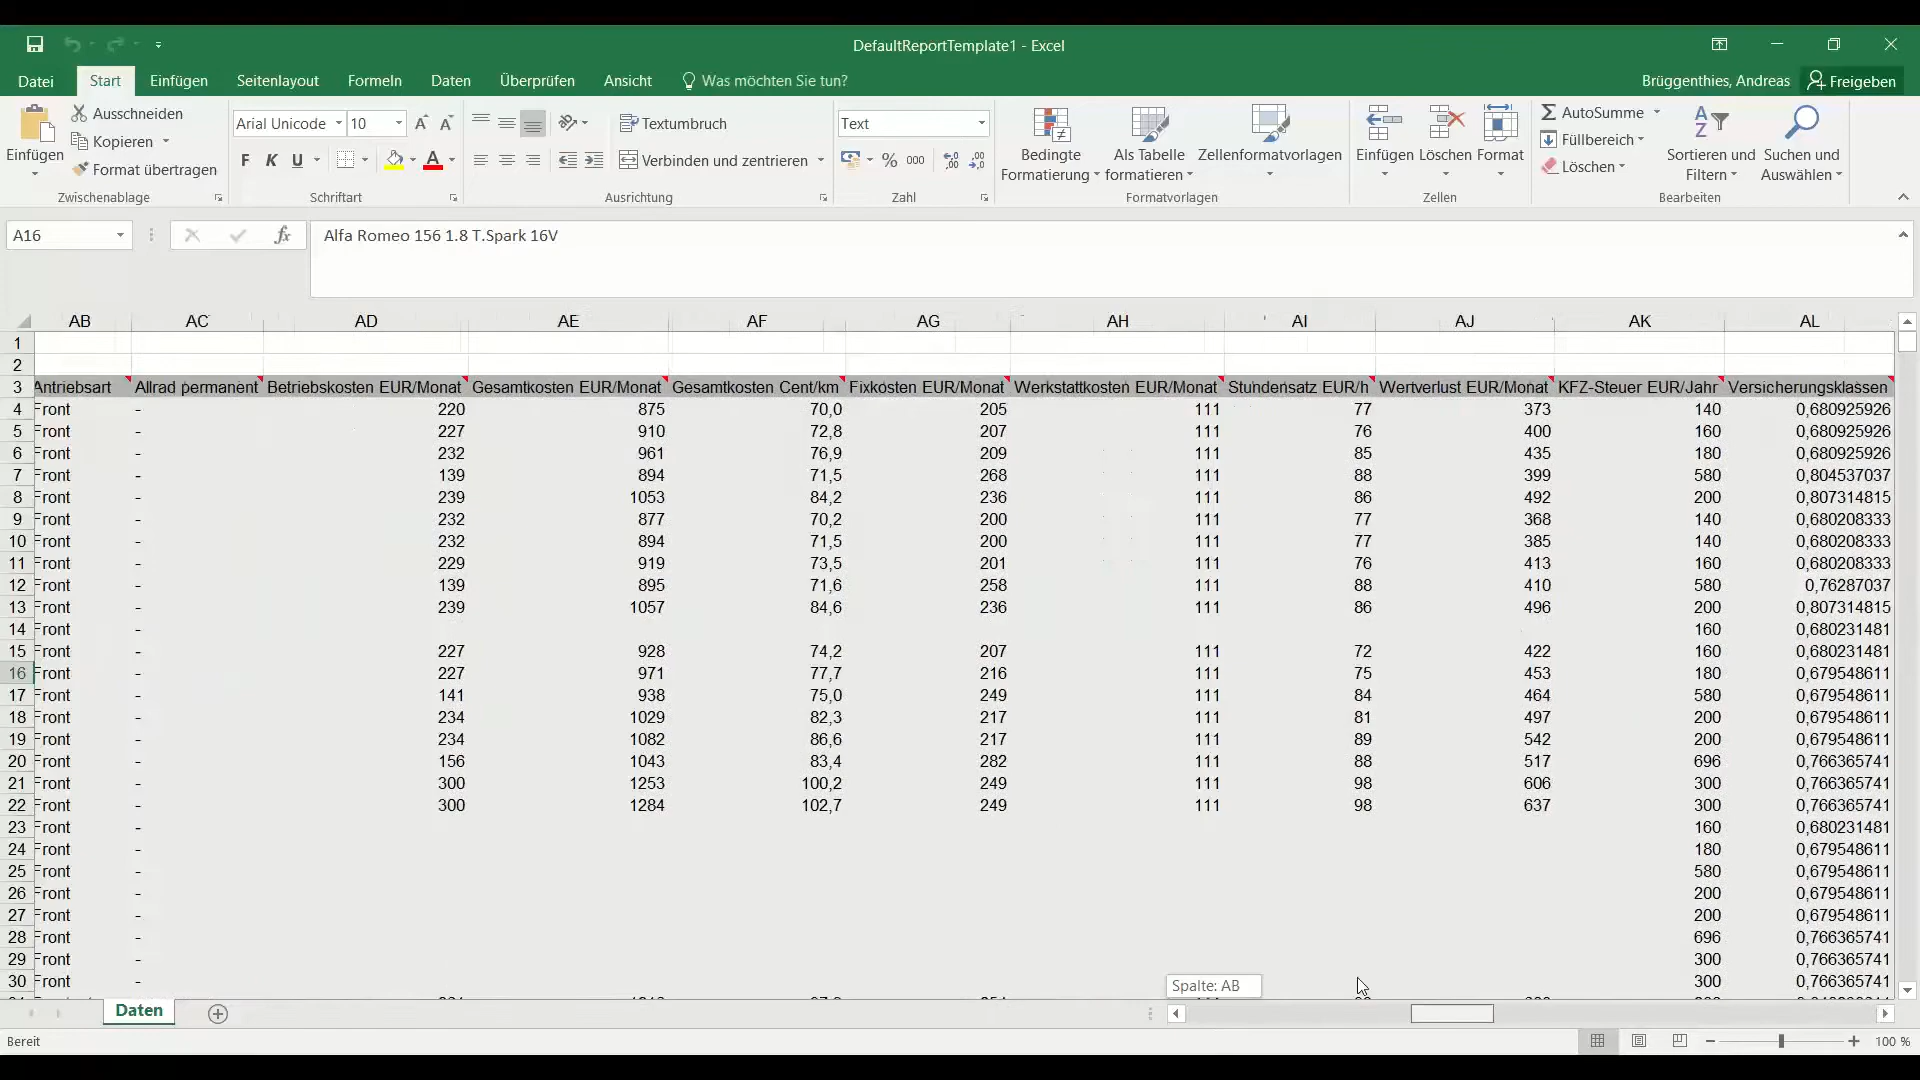 DefaultReportTemplate1 - Excel
Datei Start Einfügen Seitenlayout Formeln Daten Überprüfen Ansicht Was möchten Sie tun? Brüggenthies, Andreas Freigeben
Einfügen
Ausschneiden
Kopieren
Format übertragen
Zwischenablage
Arial Unicode 10
F K U
Schriftart
Textumbruch
Verbinden und zentrieren
Ausrichtung
Text
% 000
Zahl
Bedingte Formatierung
Als Tabelle formatieren
Zellenformatvorlagen
Formatvorlagen
Einfügen Löschen Format
Zellen
AutoSumme
Füllbereich
Löschen
Sortieren und Filtern
Suchen und Auswählen
Bearbeiten
A16 fx Alfa Romeo 156 1.8 T.Spark 16V
AB AC AD AE AF AG AH AI AJ AK AL
1
2
3 Antriebsart Allrad permanent Betriebskosten EUR/Monat Gesamtkosten EUR/Monat Gesamtkosten Cent/km Fixkosten EUR/Monat Werkstattkosten EUR/Monat Stundensatz EUR/h Wertverlust EUR/Monat KFZ-Steuer EUR/Jahr Versicherungsklassen
4 Front - 220 875 70,0 205 111 77 373 140 0,680925926
5 Front - 227 910 72,8 207 111 76 400 160 0,680925926
6 Front - 232 961 76,9 209 111 85 435 180 0,680925926
7 Front - 139 894 71,5 268 111 88 399 580 0,804537037
8 Front - 239 1053 84,2 236 111 86 492 200 0,807314815
9 Front - 232 877 70,2 200 111 77 368 140 0,680208333
10 Front - 232 894 71,5 200 111 77 385 140 0,680208333
11 Front - 229 919 73,5 201 111 76 413 160 0,680208333
12 Front - 139 895 71,6 258 111 88 410 580 0,76287037
13 Front - 239 1057 84,6 236 111 86 496 200 0,807314815
14 Front - 160 0,680231481
15 Front - 227 928 74,2 207 111 72 422 160 0,680231481
16 Front - 227 971 77,7 216 111 75 453 180 0,679548611
17 Front - 141 938 75,0 249 111 84 464 580 0,679548611
18 Front - 234 1029 82,3 217 111 81 497 200 0,679548611
19 Front - 234 1082 86,6 217 111 89 542 200 0,679548611
20 Front - 156 1043 83,4 282 111 88 517 696 0,766365741
21 Front - 300 1253 100,2 249 111 98 606 300 0,766365741
22 Front - 300 1284 102,7 249 111 98 637 300 0,766365741
23 Front - 160 0,680231481
24 Front - 180 0,679548611
25 Front - 580 0,679548611
26 Front - 200 0,679548611
27 Front - 200 0,679548611
28 Front - 696 0,766365741
29 Front - 300 0,766365741
30 Front - 300 0,766365741
Spalte: AB
Daten
Bereit
100 %